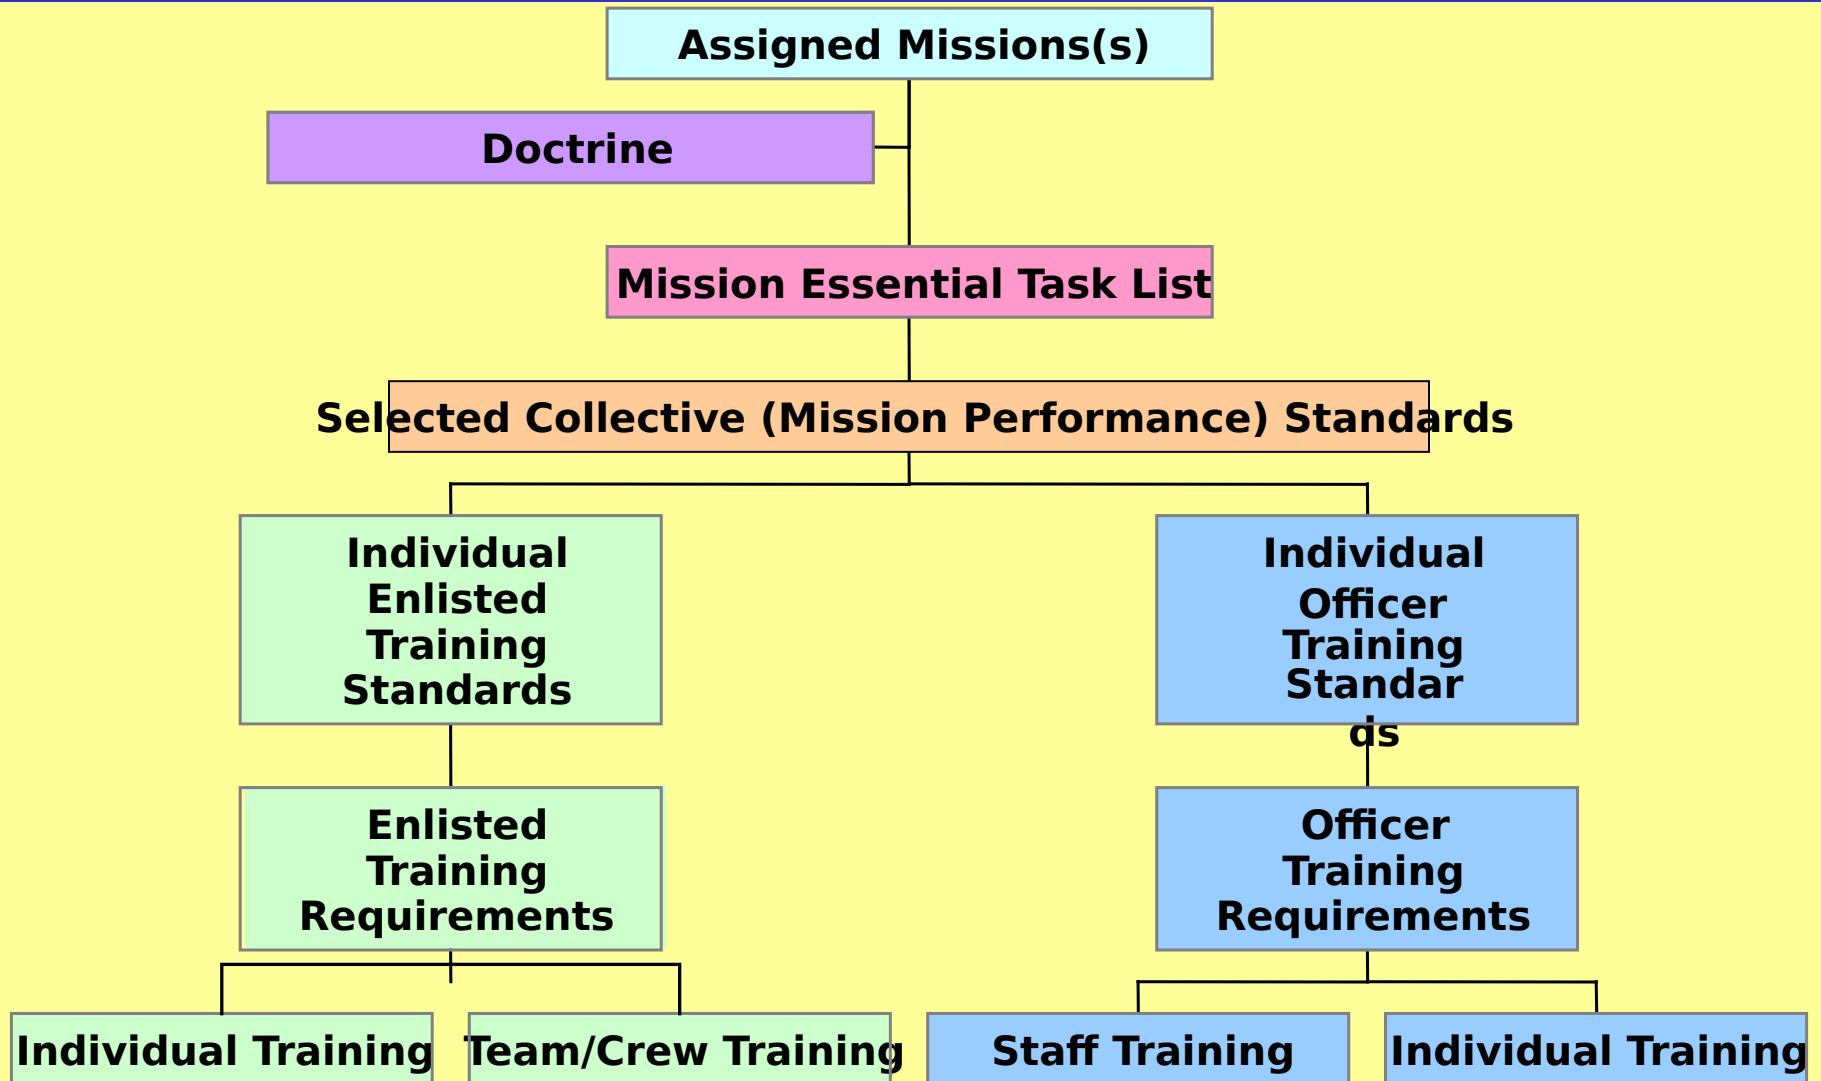 Assigned Missions(s)
Doctrine
Mission Essential Task List
Selected Collective (Mission Performance) Standards
Individual
Enlisted
Training
Standards
Individual
Officer
Training
Standar
ds
Enlisted
Training
Requirements
Officer
Training
Requirements
Individual Training
Team/Crew Training
Staff Training
Individual Training